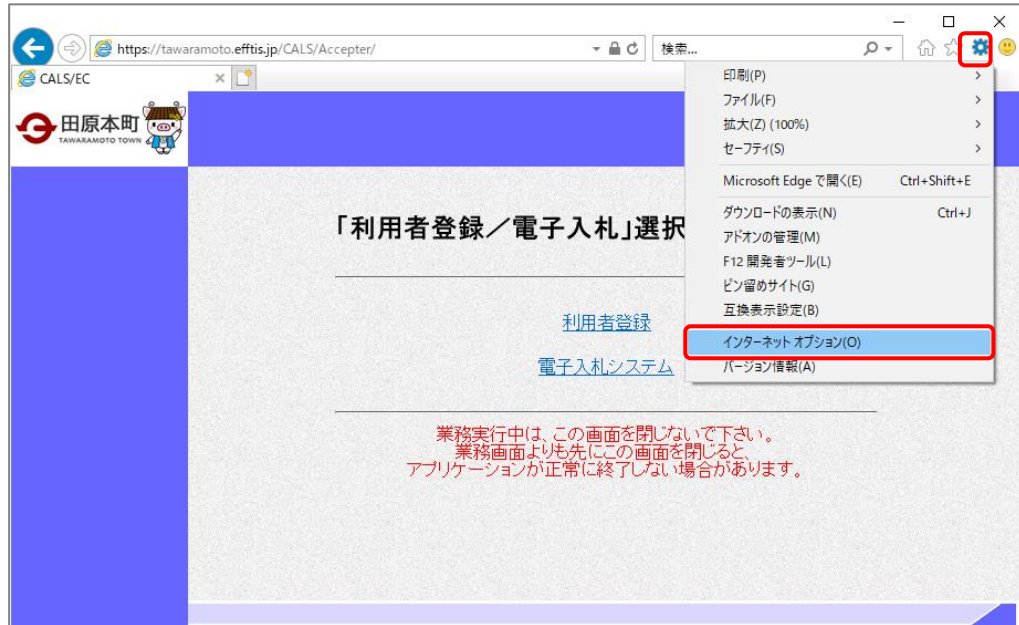 https://tawaramoto.efftis.jp/CALS/Accepter/
検索...
CALS/EC
田原本町
TAWARAMOTO TOWN
印刷(P)
ファイル(F)
拡大(Z) (100%)
セーフティ(S)
Microsoft Edge で開く(E) Ctrl+Shift+E
ダウンロードの表示(N) Ctrl+J
アドオンの管理(M)
F12 開発者ツール(L)
ピン留めサイト(G)
互換表示設定(B)
インターネット オプション(O)
バージョン情報(A)
「利用者登録／電子入札」選択
利用者登録
電子入札システム
業務実行中は、この画面を閉じないで下さい。
業務画面よりも先にこの画面を閉じると、
アプリケーションが正常に終了しない場合があります。